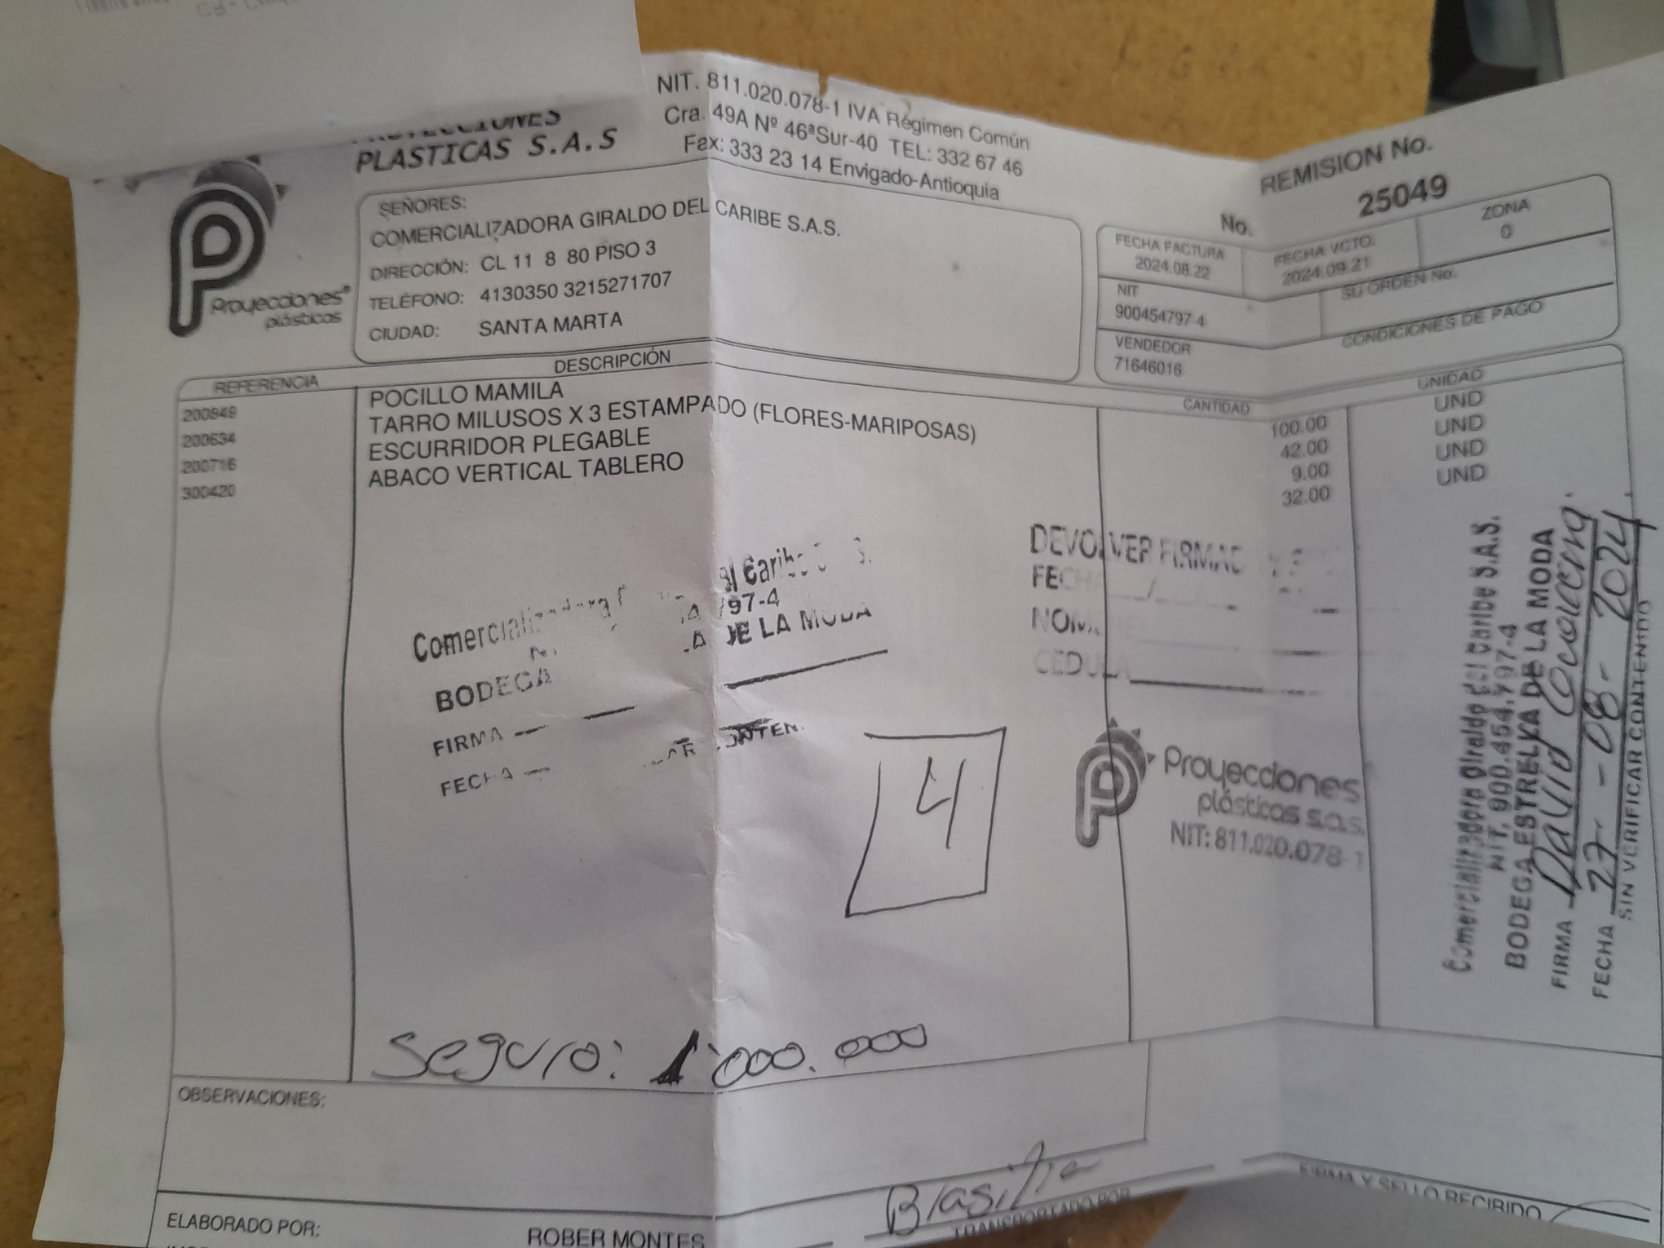 PLASTICAS S.A.S
NIT. 811.020.078-1 IVA Régimen Común
Cra. 49A Nº 46ªSur-40 TEL: 332 67 46
Fax: 333 23 14 Envigado-Antioquia
REMISION No.
No. 25049
Proyecciones®
plásticas
SEÑORES:
COMERCIALIZADORA GIRALDO DEL CARIBE S.A.S.
DIRECCIÓN: CL 11 8 80 PISO 3
TELÉFONO: 4130350 3215271707
CIUDAD: SANTA MARTA
FECHA FACTURA
2024.08.22
FECHA VCTO.
2024.09.21
ZONA
0
NIT
900454797-4
SU ORDEN No.
VENDEDOR
71646016
CONDICIONES DE PAGO
REFERENCIA DESCRIPCIÓN CANTIDAD UNIDAD
200849 POCILLO MAMILA 100.00 UND
200634 TARRO MILUSOS X 3 ESTAMPADO (FLORES-MARIPOSAS) 42.00 UND
200716 ESCURRIDOR PLEGABLE 9.00 UND
300420 ABACO VERTICAL TABLERO 32.00 UND
Caribe
97-4
BODEGA DE LA MODA
FIRMA
FECHA
DEVOLVER
CEDULA
4
Proyecciones
plásticas s.a.s.
NIT: 811.020.078-1
Comercializadora Giraldo del Caribe S.A.S.
NIT. 900.454.797-4
BODEGA ESTRELLA DE LA MODA
FIRMA David
FECHA 27-08-2024
SIN VERIFICAR CONTENIDO
Seguro: 1'000.000
OBSERVACIONES:
ELABORADO POR: ROBER MONTES
TRANSPORTADO POR
FIRMA Y SELLO RECIBIDO